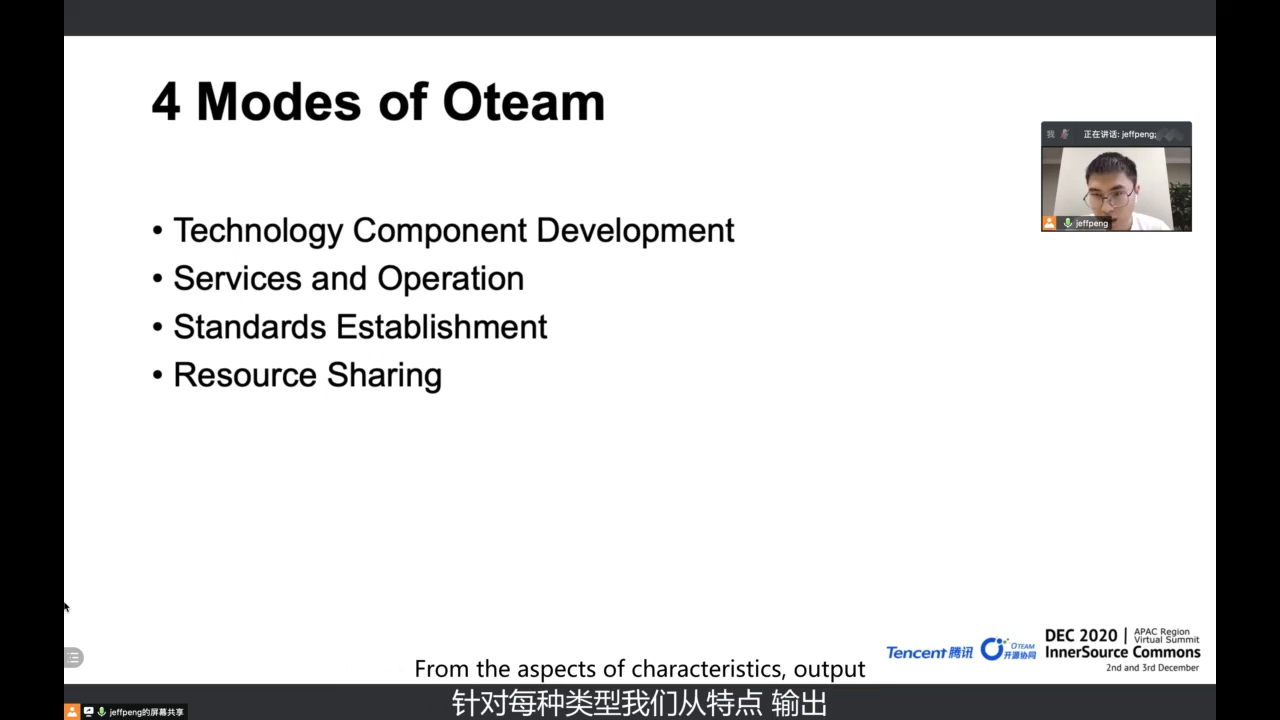 4 Modes of Oteam
我 正在讲话: jeffpeng;
jeffpeng
• Technology Component Development
• Services and Operation
• Standards Establishment
• Resource Sharing
Tencent 腾讯
OTEAM
开源协同
DEC 2020 | APAC Region
Virtual Summit
InnerSource Commons
2nd and 3rd December
From the aspects of characteristics, output
针对每种类型我们从特点 输出
jeffpeng的屏幕共享